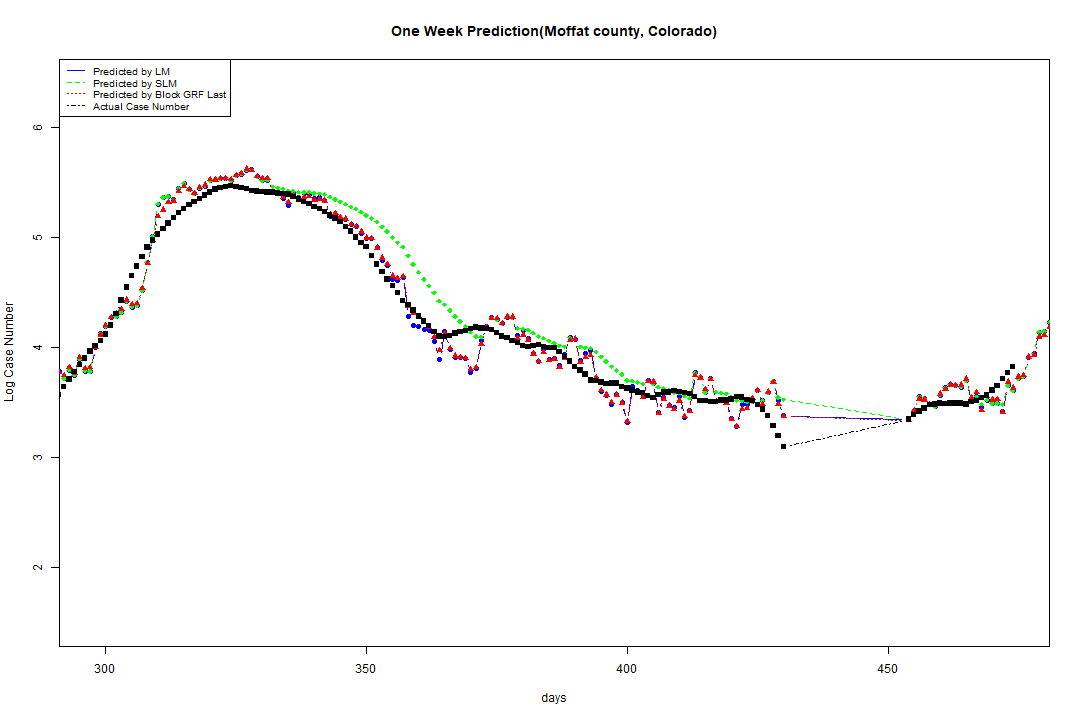 One Week Prediction(Moffat county, Colorado)
Predicted by LM
Predicted by SLM
Predicted by Block GRF Last
Actual Case Number
6
5
4
3
2
Log Case Number
300 350 400 450
days